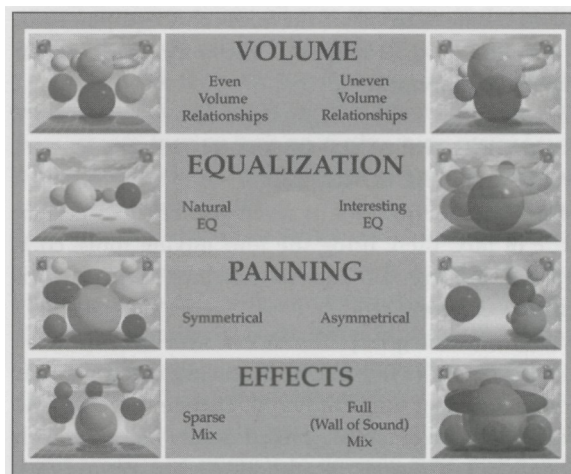 VOLUME
Even
Volume
Relationships
Uneven
Volume
Relationships
EQUALIZATION
Natural
EQ
Interesting
EQ
PANNING
Symmetrical
Asymmetrical
EFFECTS
Sparse
Mix
Full
(Wall of Sound)
Mix